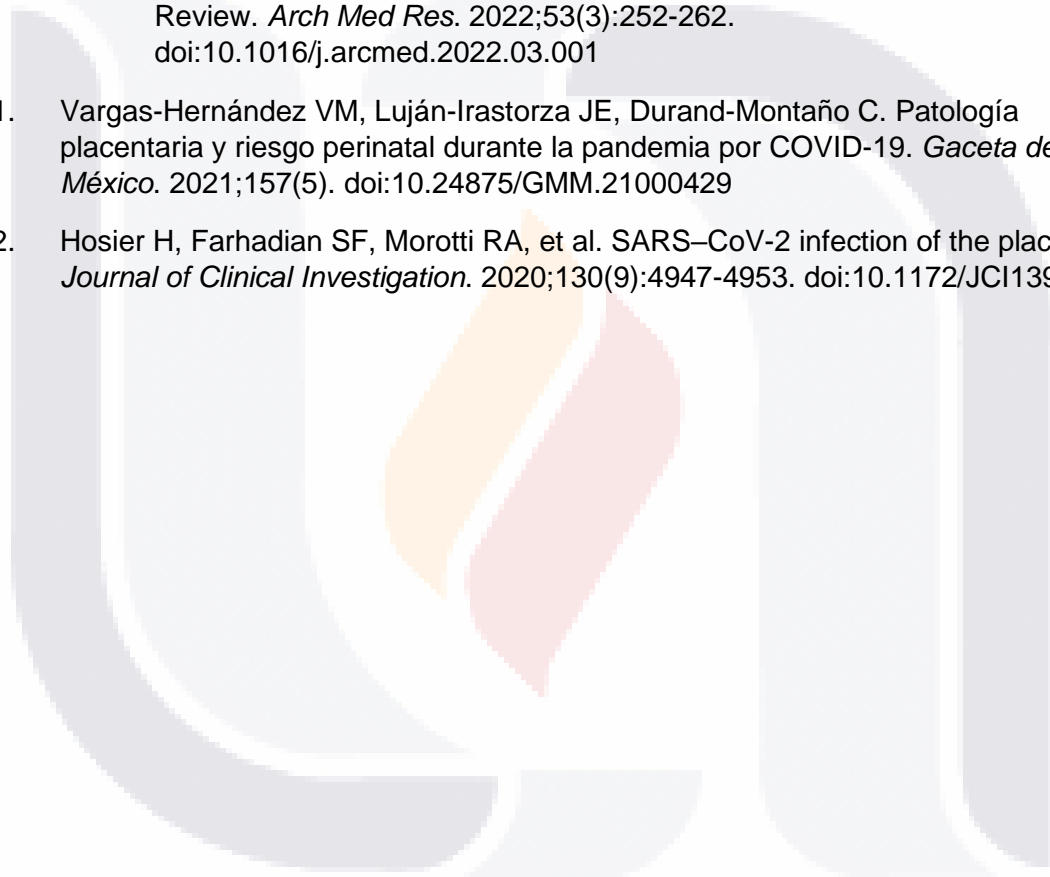 Review. Arch Med Res. 2022;53(3):252-262.
doi:10.1016/j.arcmed.2022.03.001
1. Vargas-Hernández VM, Luján-Irastorza JE, Durand-Montaño C. Patología
placentaria y riesgo perinatal durante la pandemia por COVID-19. Gaceta de
México. 2021;157(5). doi:10.24875/GMM.21000429
2. Hosier H, Farhadian SF, Morotti RA, et al. SARS–CoV-2 infection of the plac
Journal of Clinical Investigation. 2020;130(9):4947-4953. doi:10.1172/JCI139